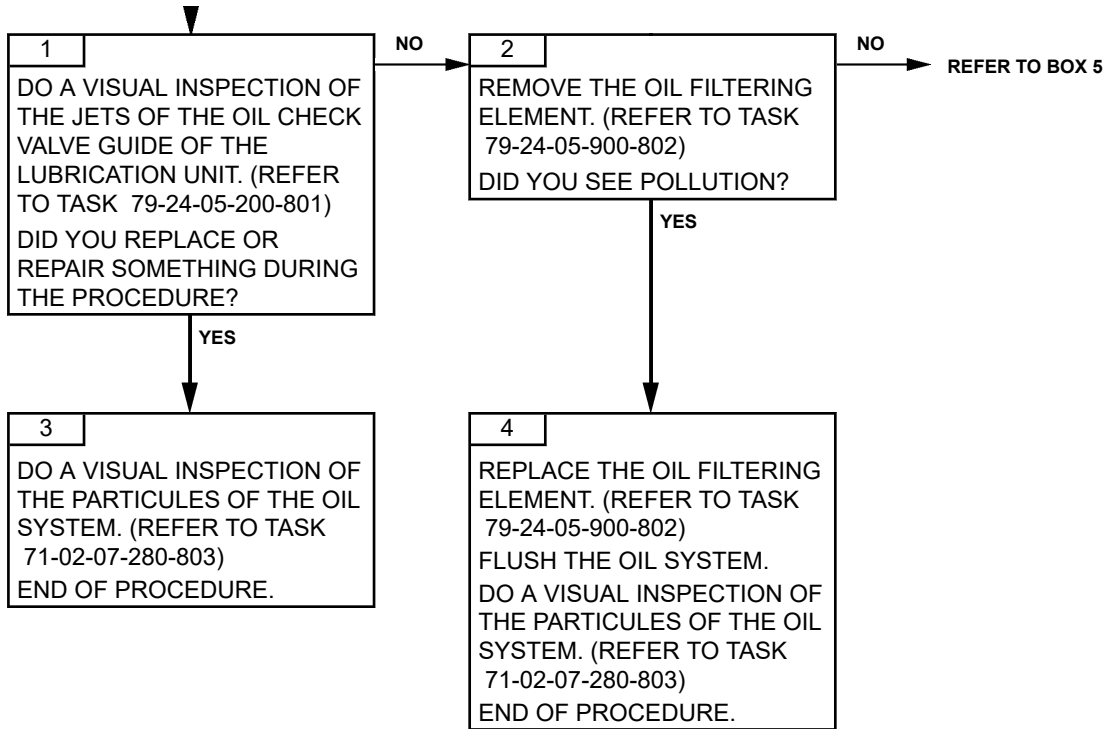 1
DO A VISUAL INSPECTION OF
THE JETS OF THE OIL CHECK
VALVE GUIDE OF THE
LUBRICATION UNIT. (REFER
TO TASK 79-24-05-200-801)
DID YOU REPLACE OR
REPAIR SOMETHING DURING
THE PROCEDURE?
NO
2
REMOVE THE OIL FILTERING
ELEMENT. (REFER TO TASK
79-24-05-900-802)
DID YOU SEE POLLUTION?
NO
REFER TO BOX 5
YES
YES
3
DO A VISUAL INSPECTION OF
THE PARTICULES OF THE OIL
SYSTEM. (REFER TO TASK
71-02-07-280-803)
END OF PROCEDURE.
4
REPLACE THE OIL FILTERING
ELEMENT. (REFER TO TASK
79-24-05-900-802)
FLUSH THE OIL SYSTEM.
DO A VISUAL INSPECTION OF
THE PARTICULES OF THE OIL
SYSTEM. (REFER TO TASK
71-02-07-280-803)
END OF PROCEDURE.